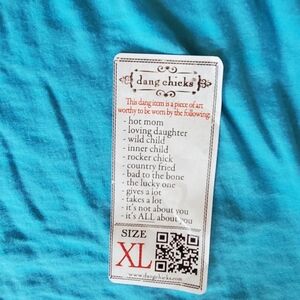 dang chicks®
This dang item is a piece of art
worthy to be worn by the following:
- hot mom
- loving daughter
- wild child
- inner child
- rocker chick
- country fried
- bad to the bone
- the lucky one
- gives a lot
- takes a lot
- it's not about you
- it's ALL about you
SIZE
XL
www.dangchicks.com